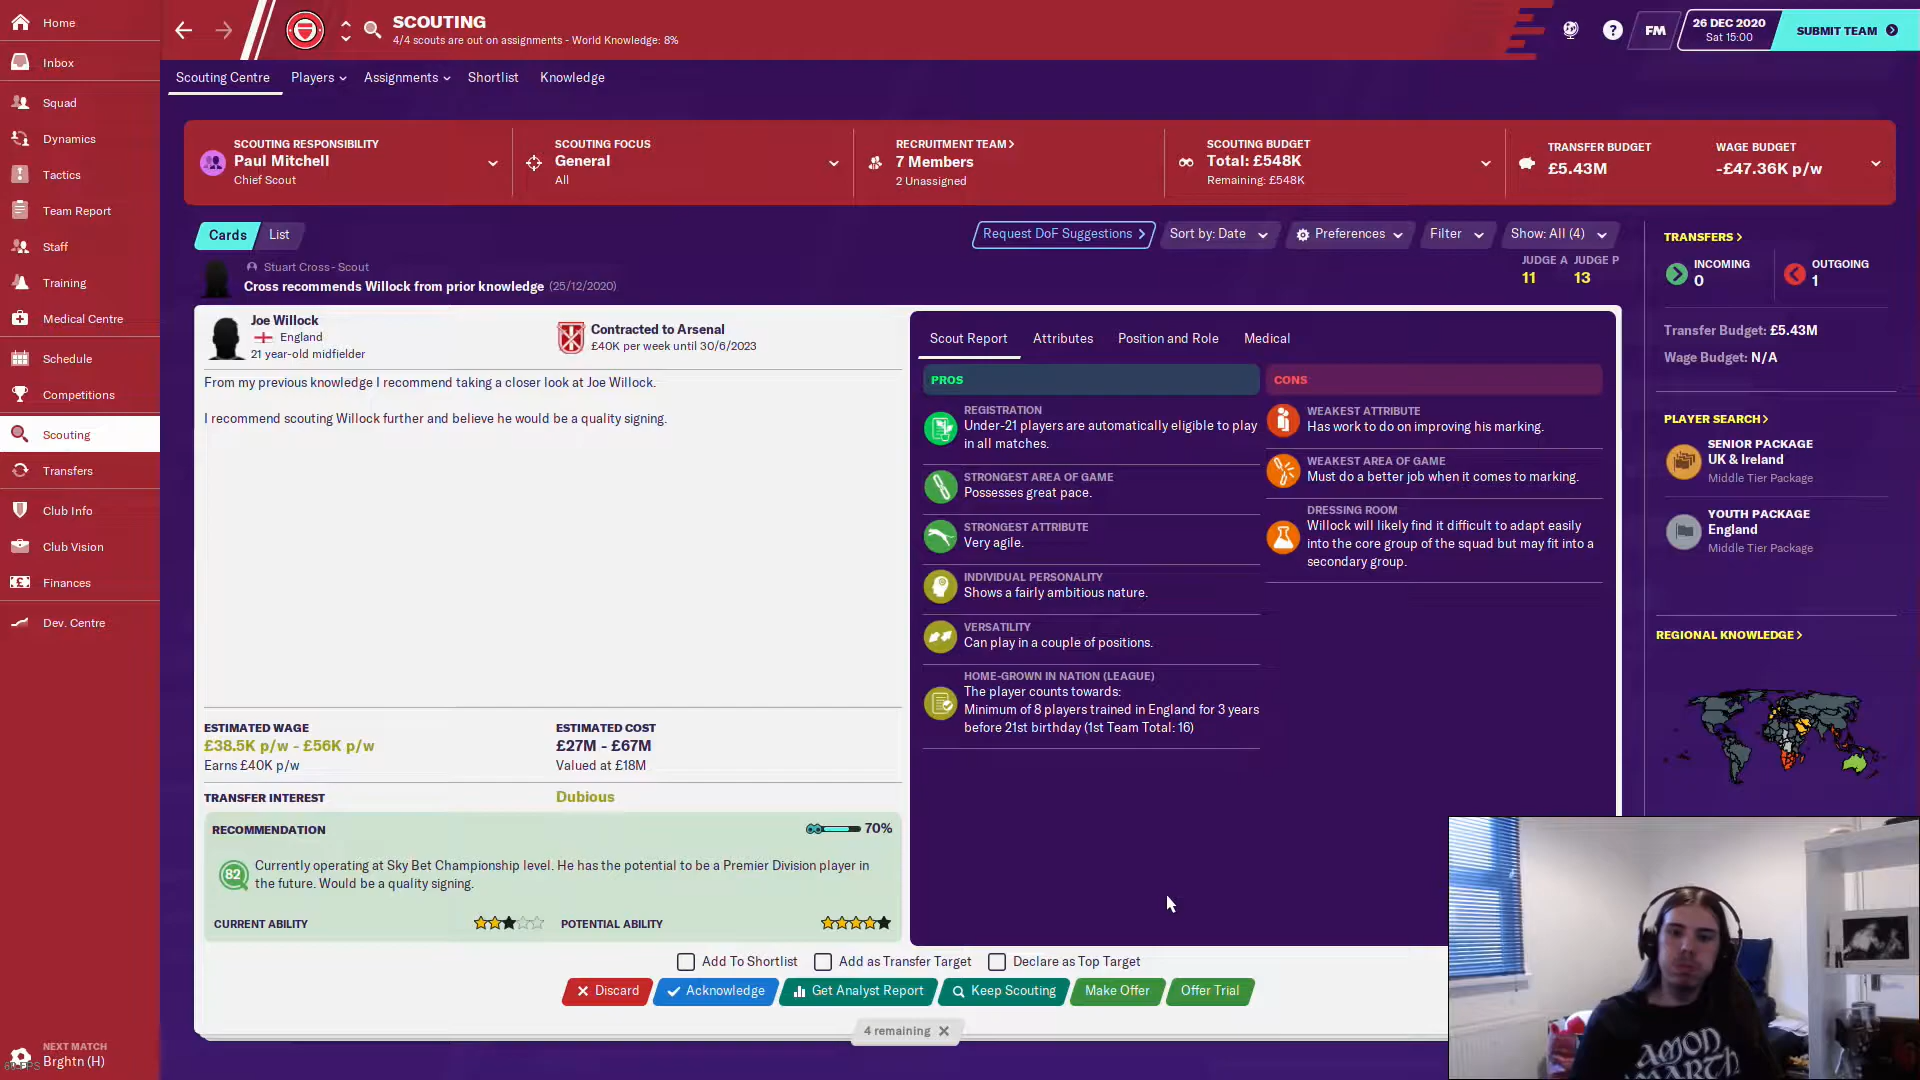 Home
Inbox
Squad
Dynamics
Tactics
Team Report
Staff
Training
Medical Centre
Schedule
Competitions
Scouting
Transfers
Club Info
Club Vision
Finances
Dev. Centre
NEXT MATCH
Brghtn (H)
60 FPS
SCOUTING
4/4 scouts are out on assignments - World Knowledge: 8%
FM
26 DEC 2020
Sat 15:00
SUBMIT TEAM
Scouting Centre
Players
Assignments
Shortlist
Knowledge
SCOUTING RESPONSIBILITY
Paul Mitchell
Chief Scout
SCOUTING FOCUS
General
All
RECRUITMENT TEAM >
7 Members
2 Unassigned
SCOUTING BUDGET
Total: £548K
Remaining: £548K
TRANSFER BUDGET
£5.43M
WAGE BUDGET
-£47.36K p/w
Cards
List
Request DoF Suggestions >
Sort by: Date
Preferences
Filter
Show: All (4)
Stuart Cross - Scout
Cross recommends Willock from prior knowledge (25/12/2020)
JUDGE A JUDGE P
11 13
Joe Willock
England
21 year-old midfielder
Contracted to Arsenal
£40K per week until 30/6/2023
From my previous knowledge I recommend taking a closer look at Joe Willock.
I recommend scouting Willock further and believe he would be a quality signing.
ESTIMATED WAGE
£38.5K p/w - £56K p/w
Earns £40K p/w
ESTIMATED COST
£27M - £67M
Valued at £18M
TRANSFER INTEREST
Dubious
RECOMMENDATION
70%
82
Currently operating at Sky Bet Championship level. He has the potential to be a Premier Division player in
the future. Would be a quality signing.
CURRENT ABILITY
POTENTIAL ABILITY
Scout Report
Attributes
Position and Role
Medical
PROS
REGISTRATION
Under-21 players are automatically eligible to play
in all matches.
STRONGEST AREA OF GAME
Possesses great pace.
STRONGEST ATTRIBUTE
Very agile.
INDIVIDUAL PERSONALITY
Shows a fairly ambitious nature.
VERSATILITY
Can play in a couple of positions.
HOME-GROWN IN NATION (LEAGUE)
The player counts towards:
Minimum of 8 players trained in England for 3 years
before 21st birthday (1st Team Total: 16)
CONS
WEAKEST ATTRIBUTE
Has work to do on improving his marking.
WEAKEST AREA OF GAME
Must do a better job when it comes to marking.
DRESSING ROOM
Willock will likely find it difficult to adapt easily
into the core group of the squad but may fit into a
secondary group.
Add To Shortlist
Add as Transfer Target
Declare as Top Target
Discard
Acknowledge
Get Analyst Report
Keep Scouting
Make Offer
Offer Trial
4 remaining
TRANSFERS >
INCOMING
0
OUTGOING
1
Transfer Budget: £5.43M
Wage Budget: N/A
PLAYER SEARCH >
SENIOR PACKAGE
UK & Ireland
Middle Tier Package
YOUTH PACKAGE
England
Middle Tier Package
REGIONAL KNOWLEDGE >
AMON
AMARTH